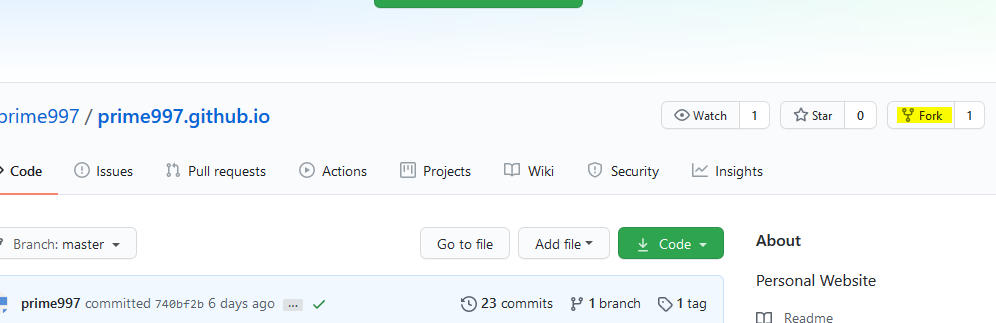 prime997 / prime997.github.io Watch 1 Star 0 Fork 1
Code Issues Pull requests Actions Projects Wiki Security Insights
Branch: master Go to file Add file Code About
Personal Website
prime997 committed 740bf2b 6 days ago ... 23 commits 1 branch 1 tag
Readme